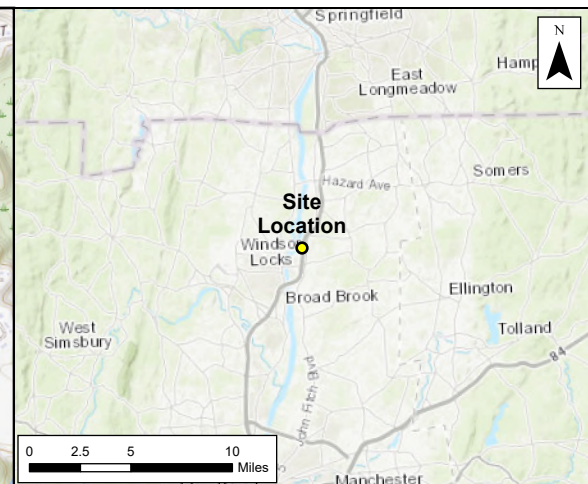 Springfield
N
East
Longmeadow
Hamp
Somers
Hazard Ave
Site
Location
Windsor
Locks
Broad Brook
Ellington
Tolland
West
Simsbury
84
John Fitch Blvd
0 2.5 5 10
Miles
Manchester